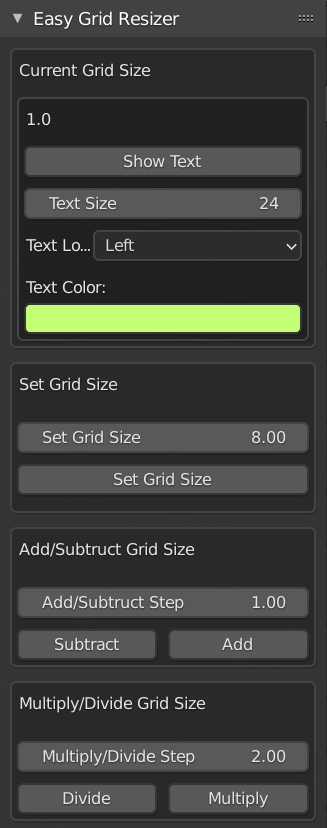 Easy Grid Resizer
Current Grid Size
1.0
Show Text
Text Size 24
Text Lo... Left
Text Color:
Set Grid Size
Set Grid Size 8.00
Set Grid Size
Add/Subtruct Grid Size
Add/Subtruct Step 1.00
Subtract Add
Multiply/Divide Grid Size
Multiply/Divide Step 2.00
Divide Multiply